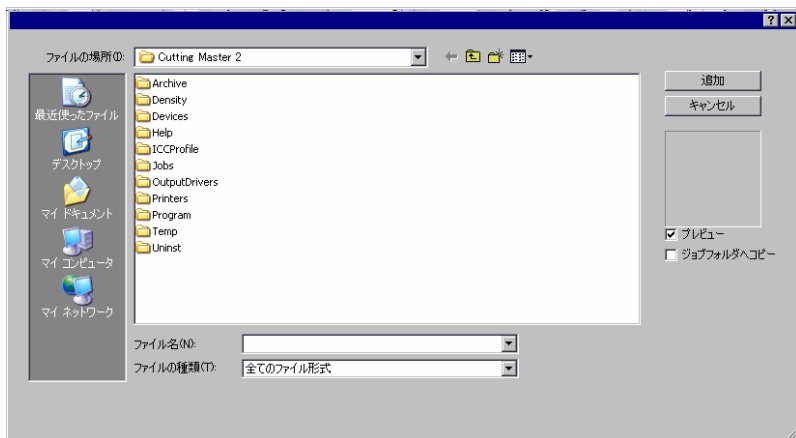 ファイルの場所(I):
Cutting Master 2
Archive
Density
Devices
Help
ICCProfile
Jobs
OutputDrivers
Printers
Program
Temp
Uninst
最近使ったファイル
デスクトップ
マイ ドキュメント
マイ コンピュータ
マイ ネットワーク
追加
キャンセル
プレビュー
ジョブフォルダへコピー
ファイル名(N):
ファイルの種類(T):
全てのファイル形式